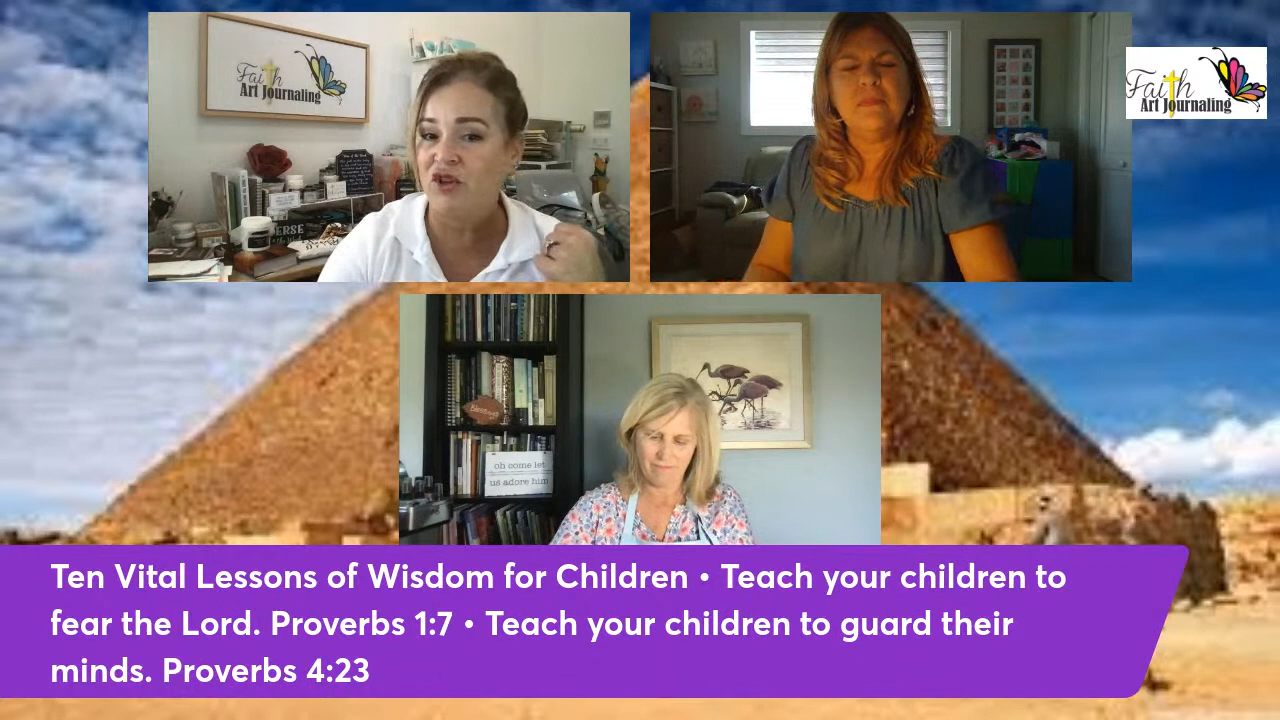 Faith
Art Journaling
Faith
Art Journaling
ERSE
Blessings
oh come let
us adore him
Ten Vital Lessons of Wisdom for Children • Teach your children to
fear the Lord. Proverbs 1:7 • Teach your children to guard their
minds. Proverbs 4:23